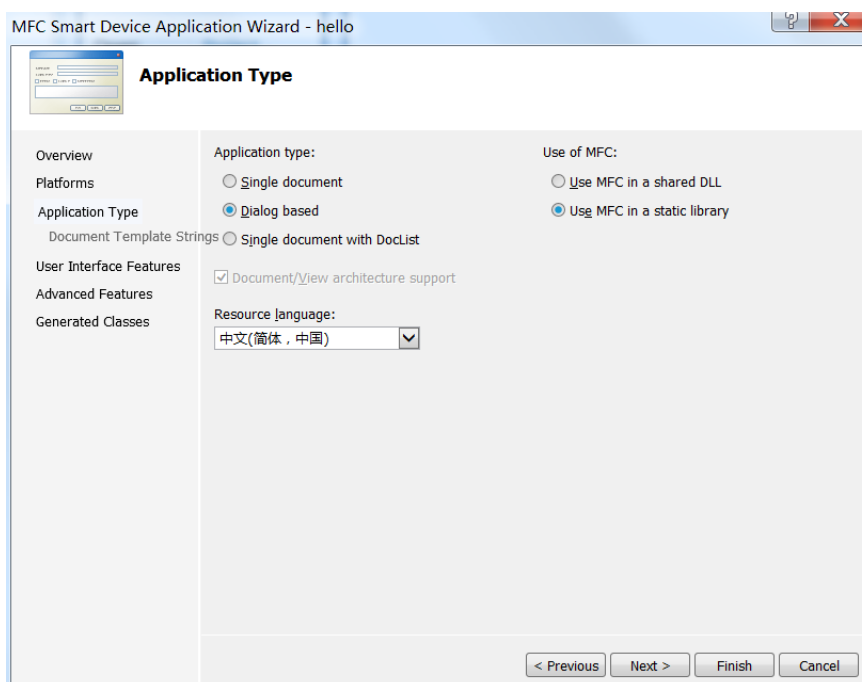 MFC Smart Device Application Wizard - hello
Application Type
Overview
Platforms
Application Type
Document Template Strings
User Interface Features
Advanced Features
Generated Classes
Application type:
Single document
Dialog based
Single document with DocList
Document/View architecture support
Resource language:
中文(简体，中国)
Use of MFC:
Use MFC in a shared DLL
Use MFC in a static library
< Previous
Next >
Finish
Cancel